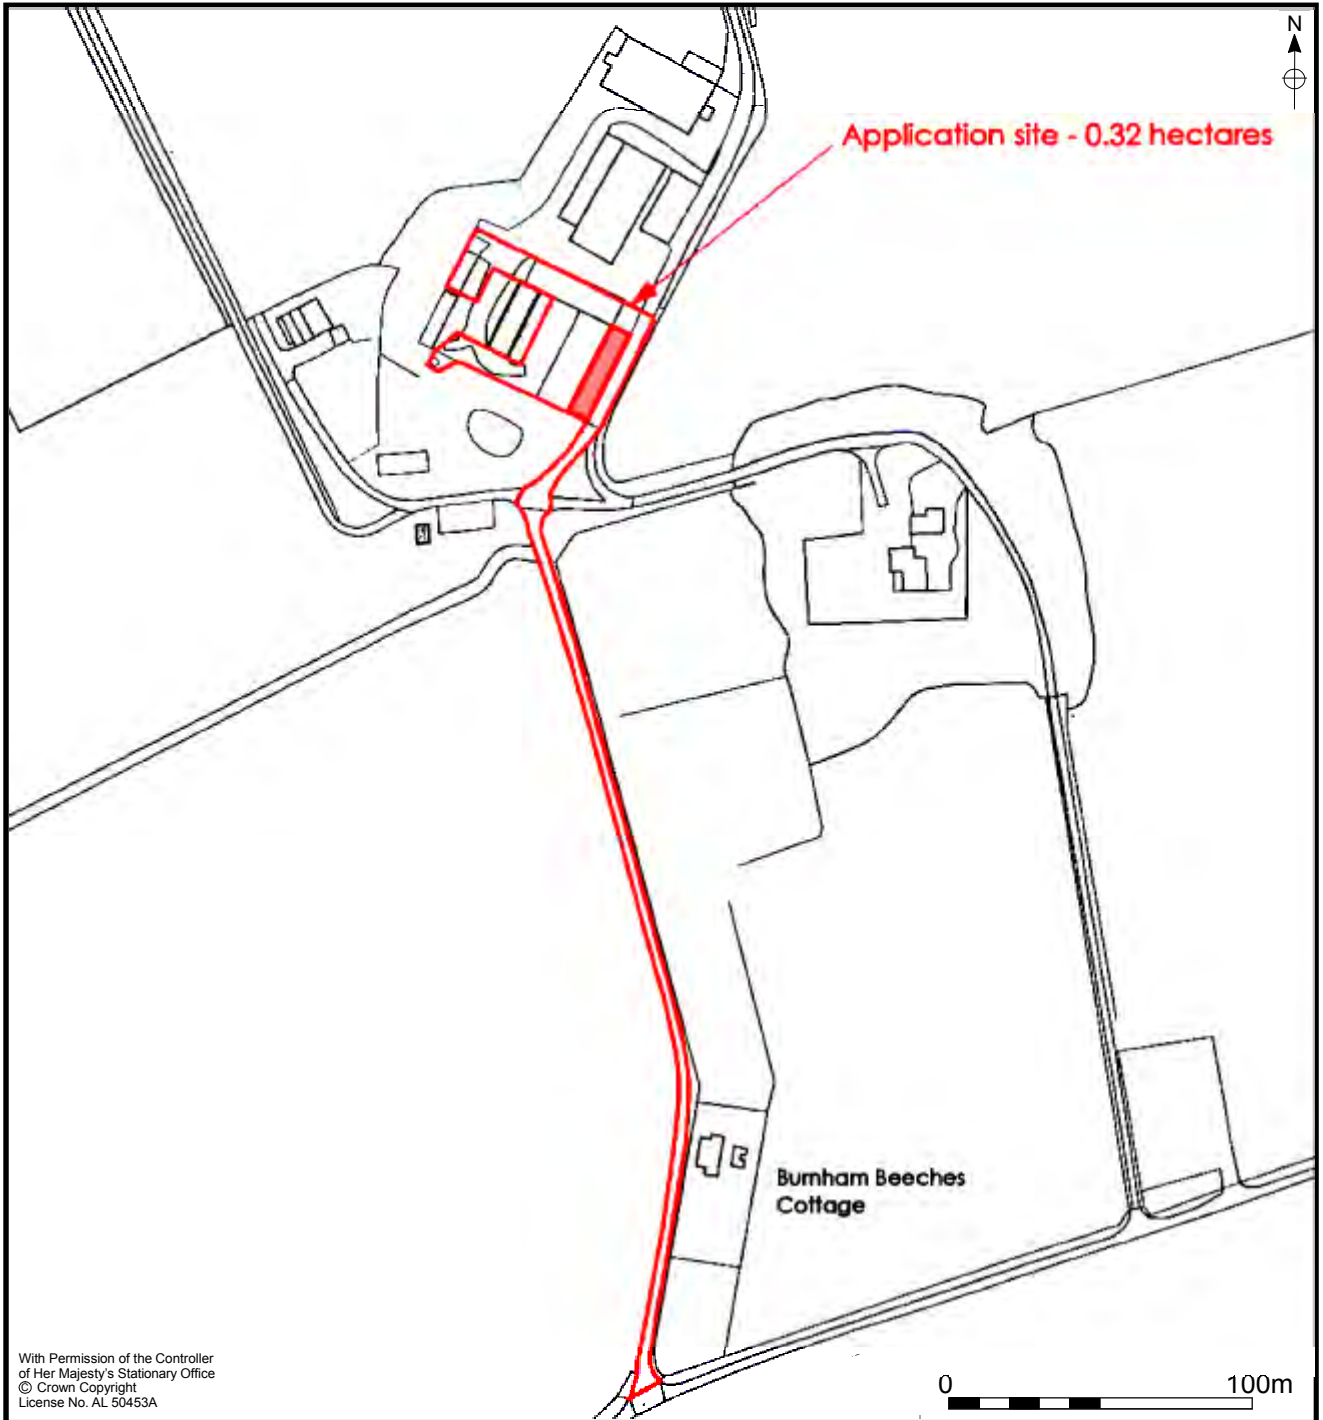 N
Application site - 0.32 hectares
Burnham Beeches
Cottage
With Permission of the Controller
of Her Majesty's Stationary Office
© Crown Copyright
License No. AL 50453A
0 100m